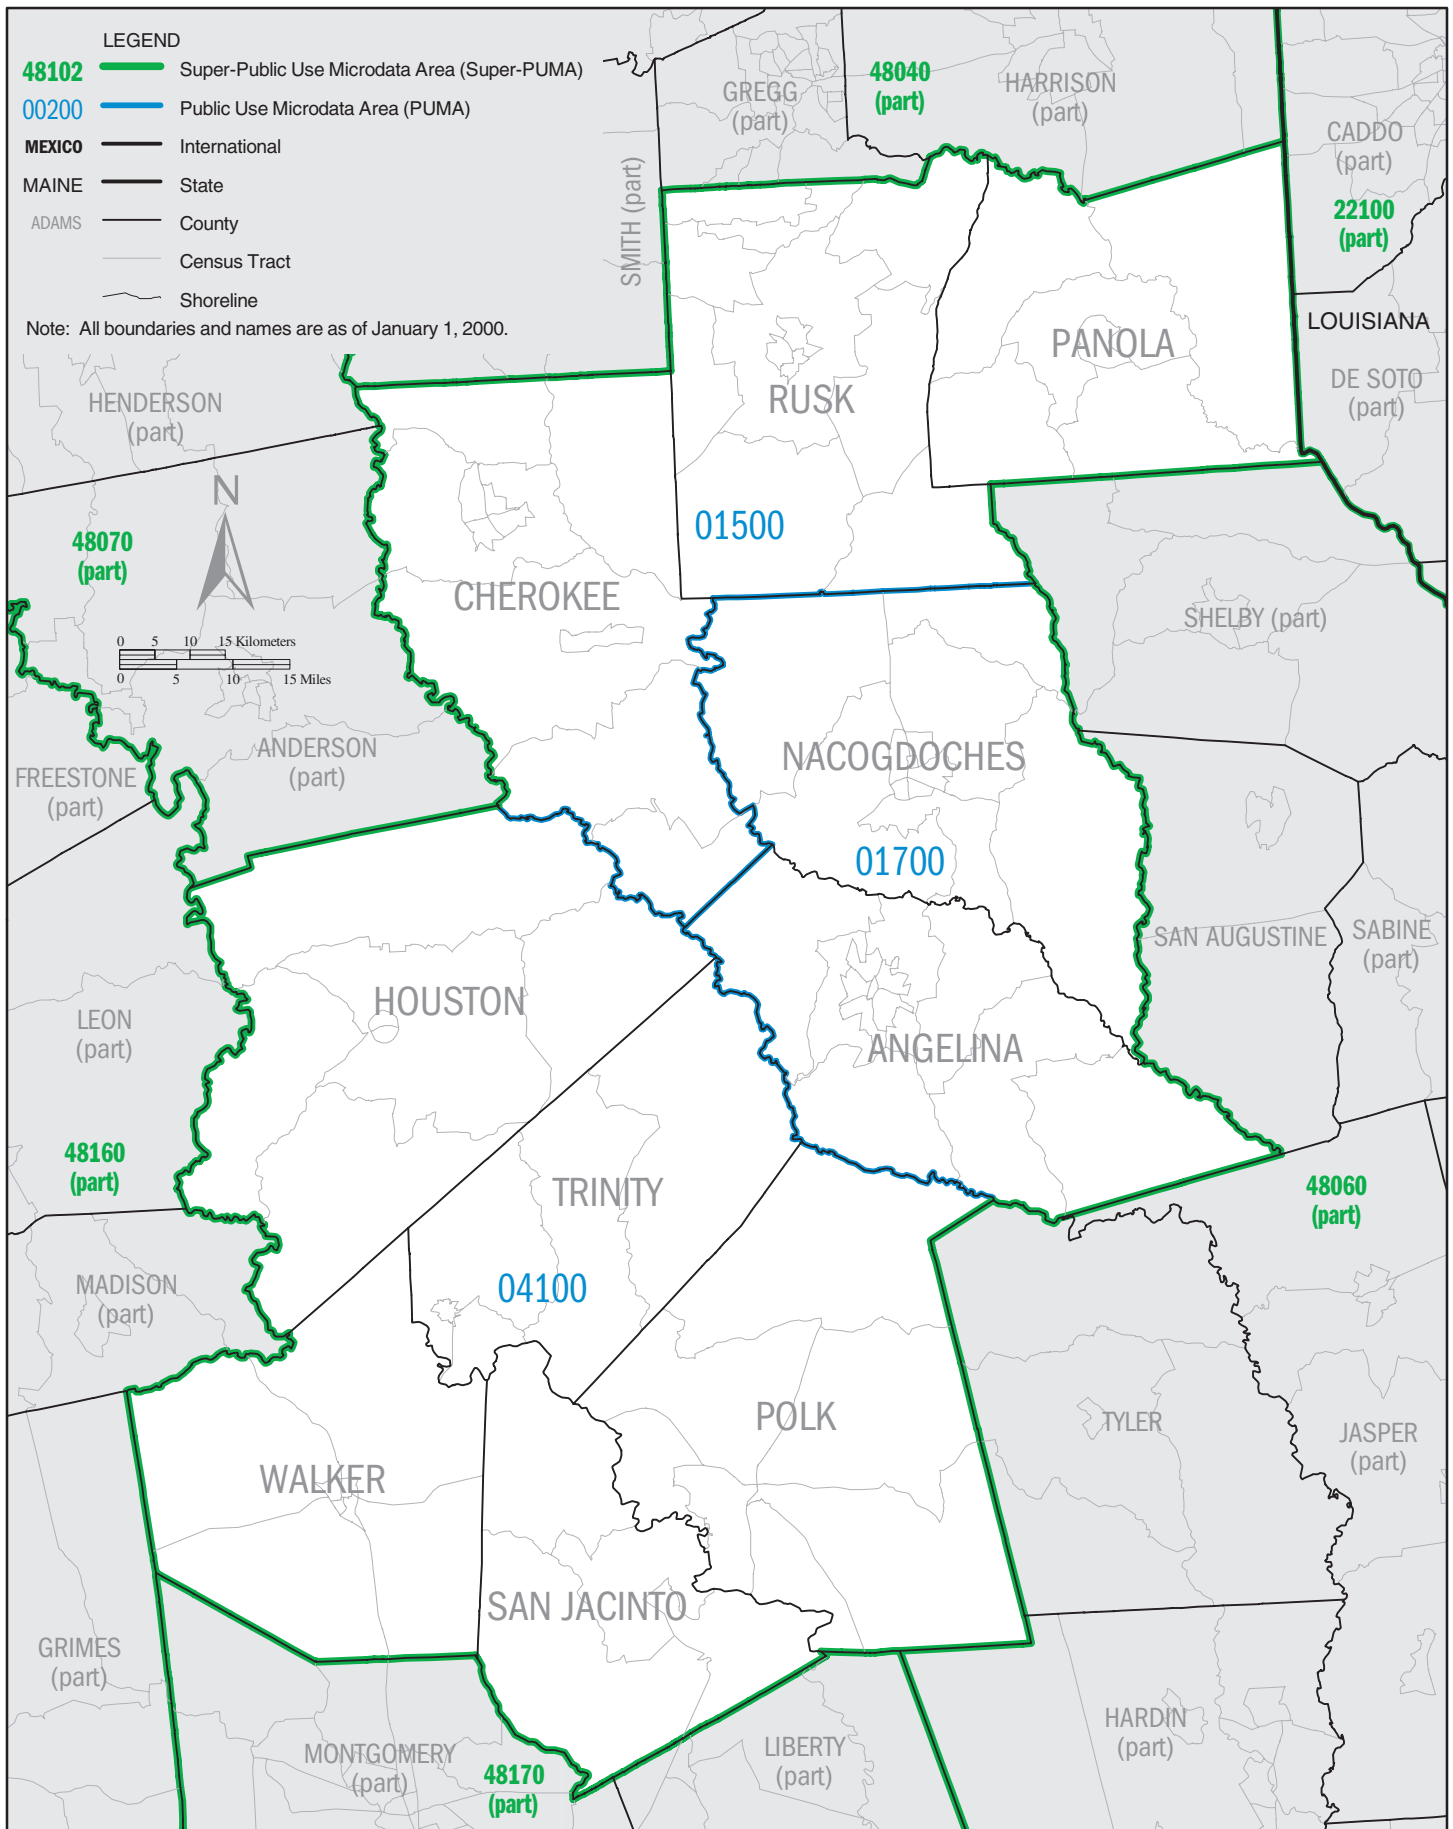 LEGEND
48102 Super-Public Use Microdata Area (Super-PUMA)
00200 Public Use Microdata Area (PUMA)
MEXICO International
MAINE State
ADAMS County
Census Tract
Shoreline
Note: All boundaries and names are as of January 1, 2000.
GREGG
(part)
48040
(part)
HARRISON
(part)
CADDO
(part)
22100
(part)
SMITH (part)
LOUISIANA
PANOLA
RUSK
DE SOTO
(part)
HENDERSON
(part)
N
01500
48070
(part)
CHEROKEE
SHELBY (part)
0 5 10 15 Kilometers
0 5 10 15 Miles
ANDERSON
(part)
FREESTONE
(part)
NACOGDOCHES
01700
SAN AUGUSTINE
SABINE
(part)
HOUSTON
LEON
(part)
ANGELINA
48160
(part)
TRINITY
48060
(part)
MADISON
(part)
04100
POLK
TYLER
JASPER
(part)
WALKER
SAN JACINTO
GRIMES
(part)
HARDIN
(part)
MONTGOMERY
(part)
48170
(part)
LIBERTY
(part)